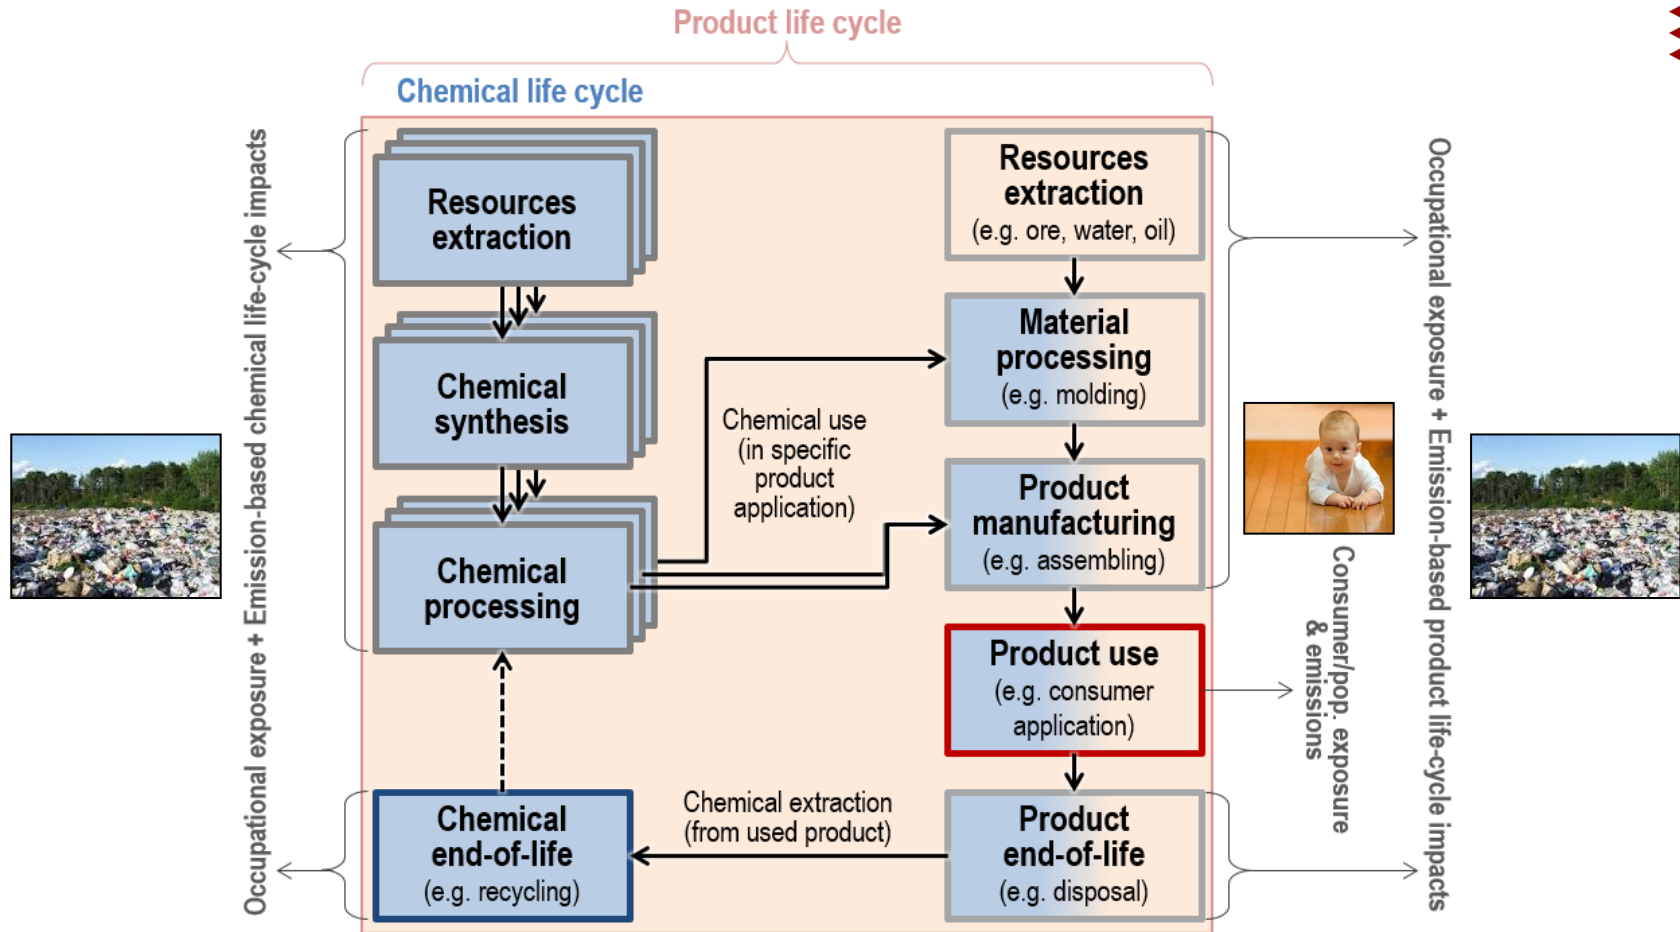 Product life cycle
Chemical life cycle
Occupational exposure + Emission-based chemical life-cycle impacts
Resources
extraction
Chemical
synthesis
Chemical
processing
Chemical
end-of-life
(e.g. recycling)
Chemical use
(in specific
product
application)
Chemical extraction
(from used product)
Resources
extraction
(e.g. ore, water, oil)
Material
processing
(e.g. molding)
Product
manufacturing
(e.g. assembling)
Product use
(e.g. consumer
application)
Product
end-of-life
(e.g. disposal)
Consumer/pop. exposure
& emissions
Occupational exposure + Emission-based product life-cycle impacts